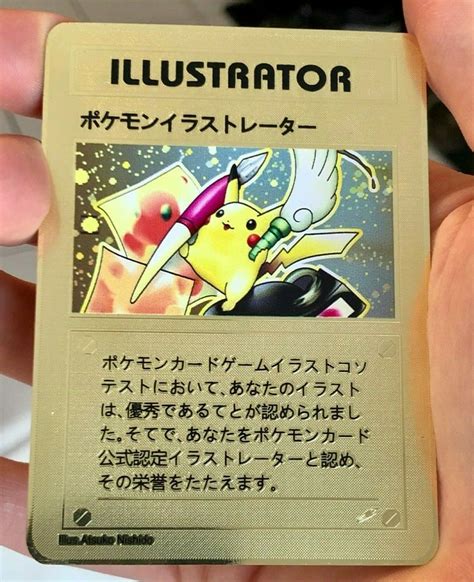 ILLUSTRATOR
ポケモンイラストレーター
ポケモンカードゲームイラストコソ
テストにおいて、あなたのイラスト
は、優秀であるてとが認められまし
た。そてで、あなたをポケモンカード
公式認定イラストレーターと認め、
その栄誉をたたえます。
Illus.Atsuko Nishido